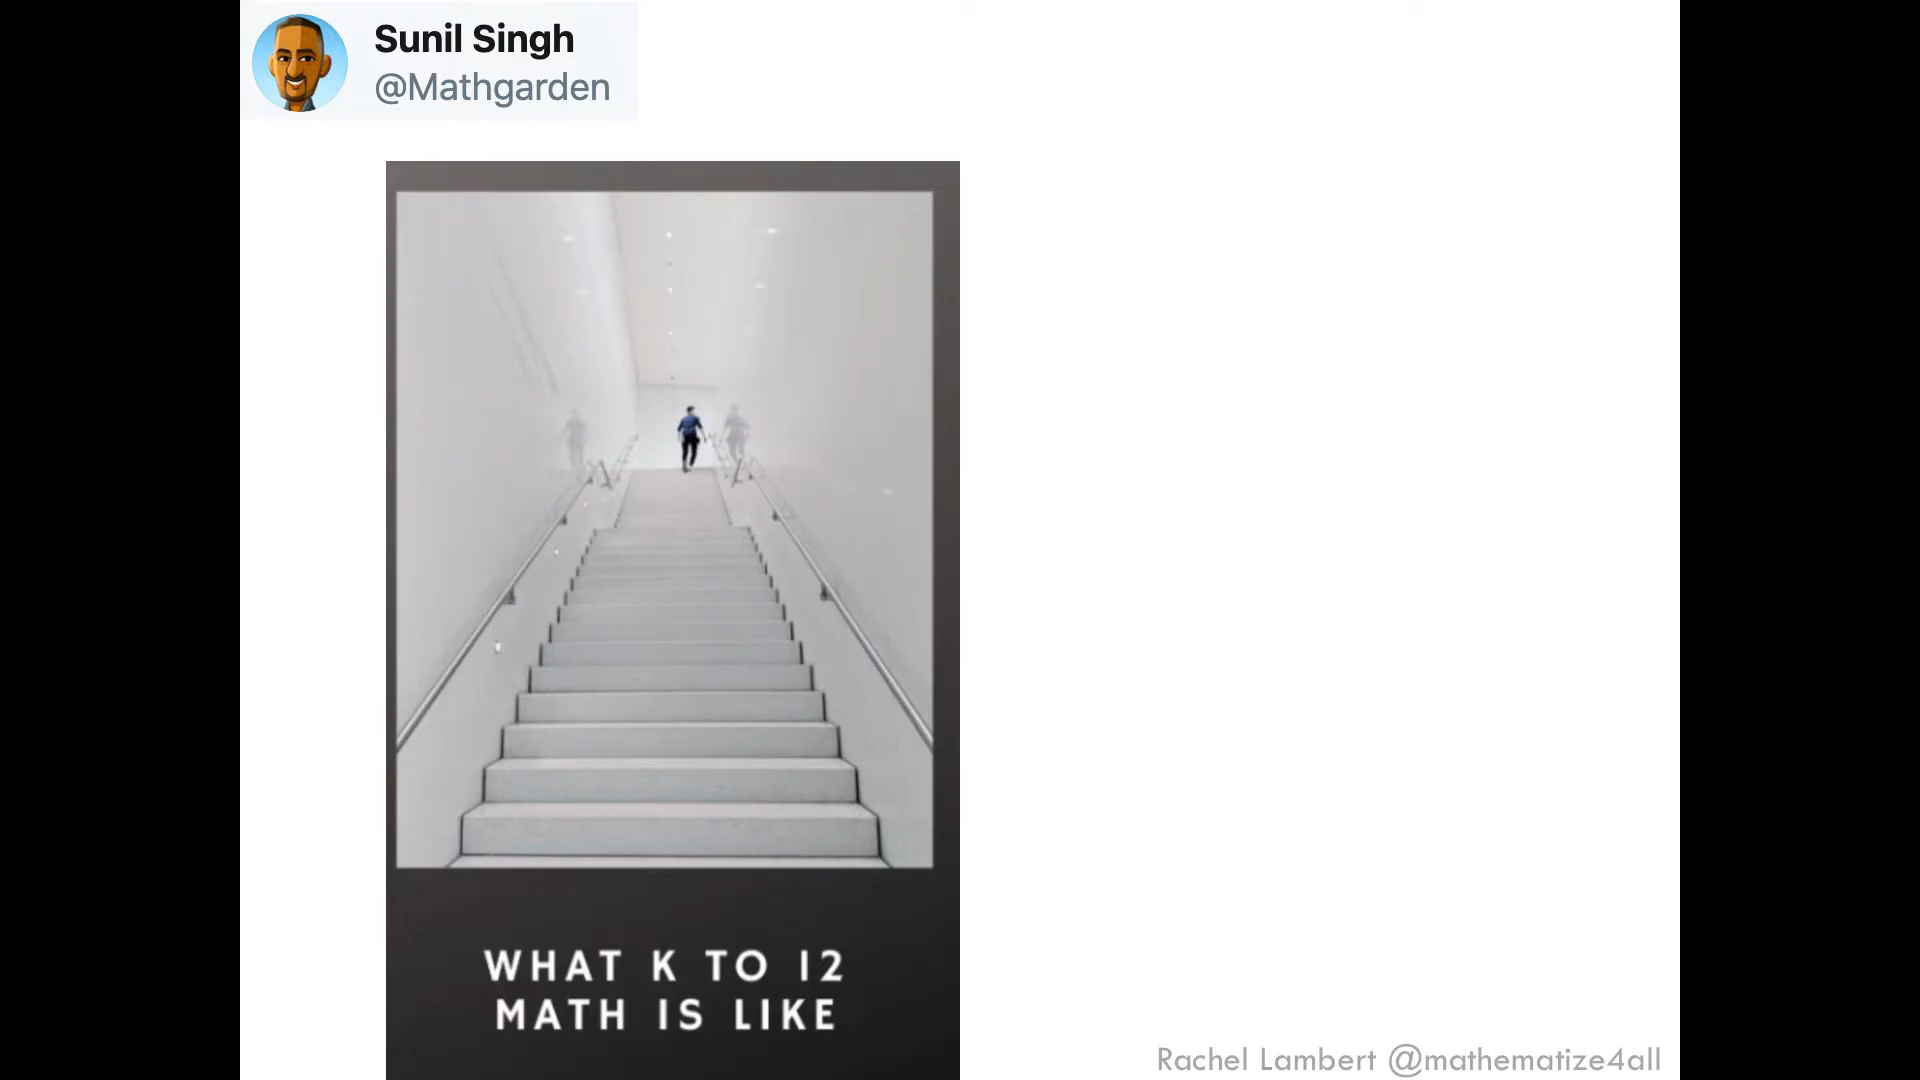 Sunil Singh
@Mathgarden
WHAT K TO 12
MATH IS LIKE
Rachel Lambert @mathematize4all